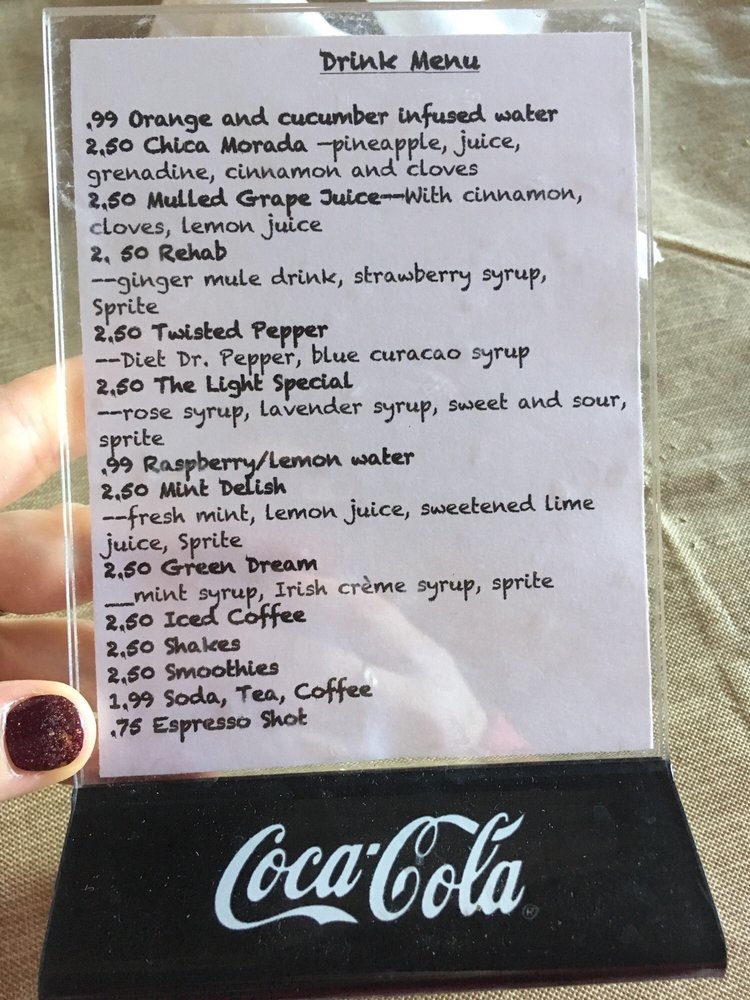 Drink Menu
.99 Orange and cucumber infused water
2.50 Chica Morada -pineapple, juice,
grenadine, cinnamon and cloves
2.50 Mulled Grape Juice--With cinnamon,
cloves, lemon juice
2. 50 Rehab
--ginger mule drink, strawberry syrup,
Sprite
2.50 Twisted Pepper
--Diet Dr. Pepper, blue curacao syrup
2.50 The Light Special
--rose syrup, lavender syrup, sweet and sour,
sprite
.99 Raspberry/lemon water
2.50 Mint Delish
--fresh mint, lemon juice, sweetened lime
juice, Sprite
2.50 Green Dream
__mint syrup, Irish crème syrup, sprite
2.50 Iced Coffee
2.50 Shakes
2.50 Smoothies
1.99 Soda, Tea, Coffee
.75 Espresso Shot
Coca-Cola®